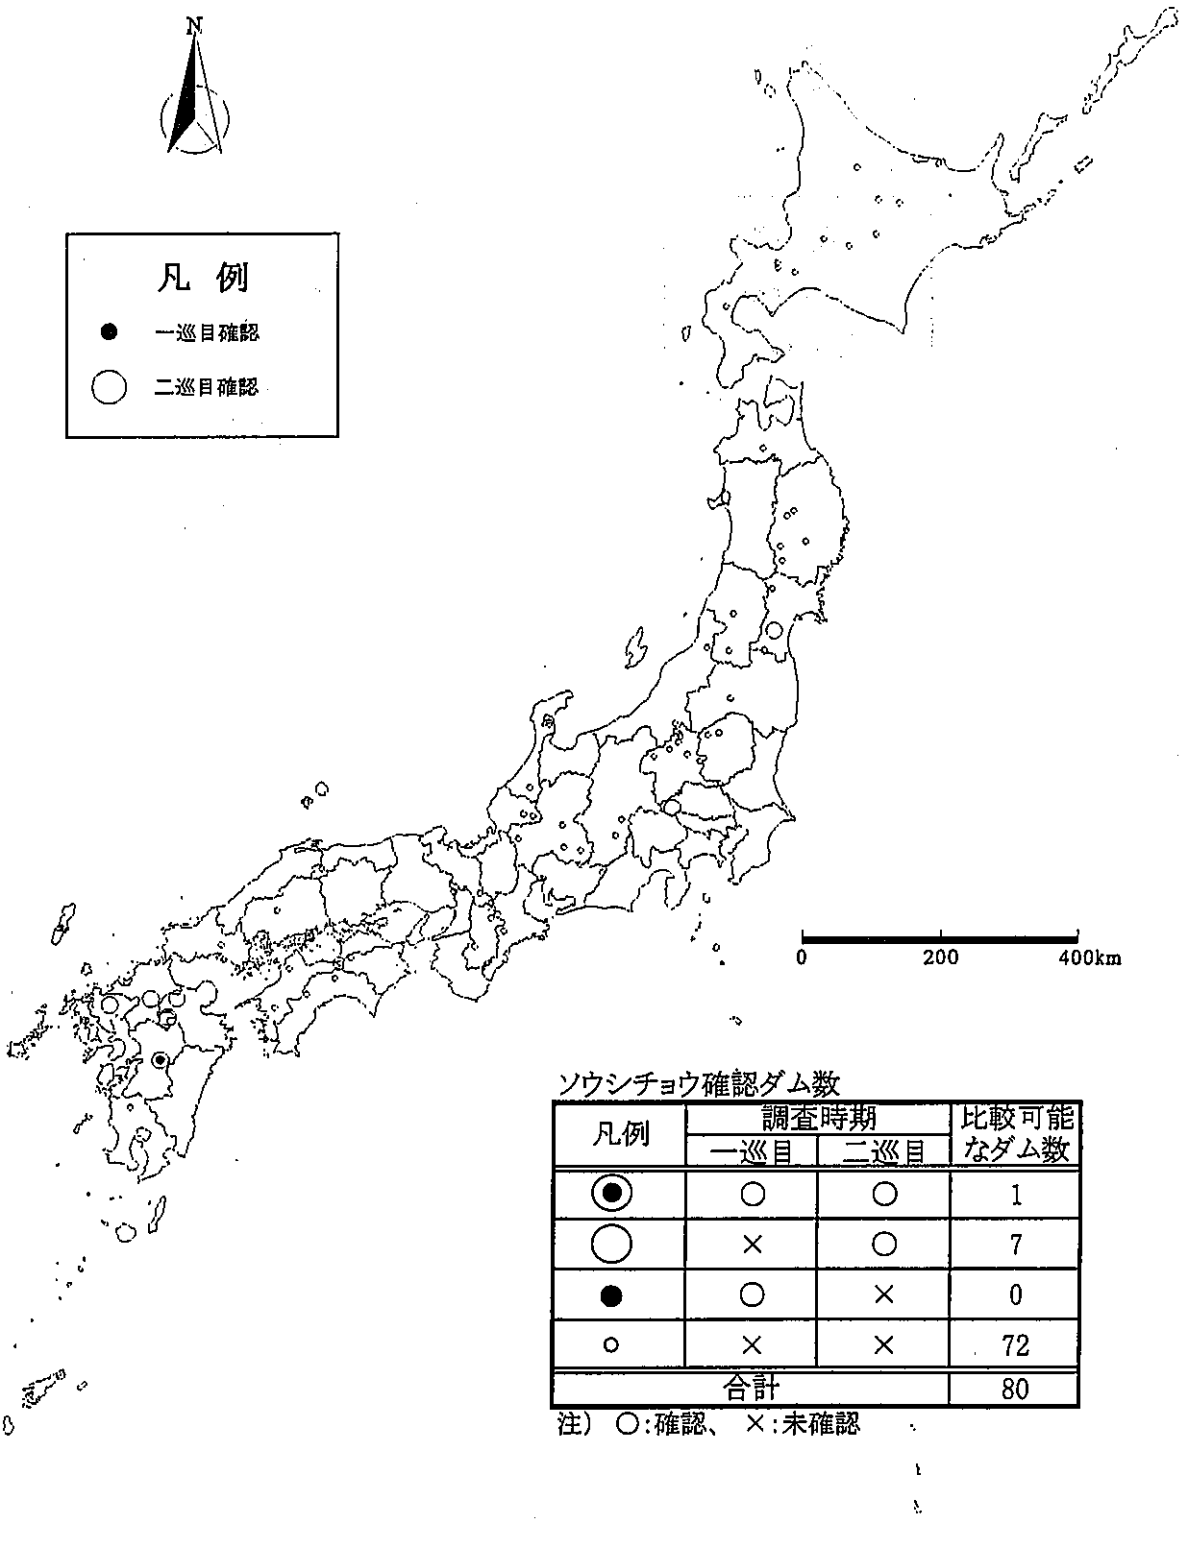 N
凡 例
一巡目確認
二巡目確認
0 200 400km
ソウシチョウ確認ダム数
凡例 調査時期 比較可能なダム数
一巡目 二巡目
○ ○ 1
× ○ 7
○ × 0
× × 72
合計 80
注) ○:確認、 ×:未確認